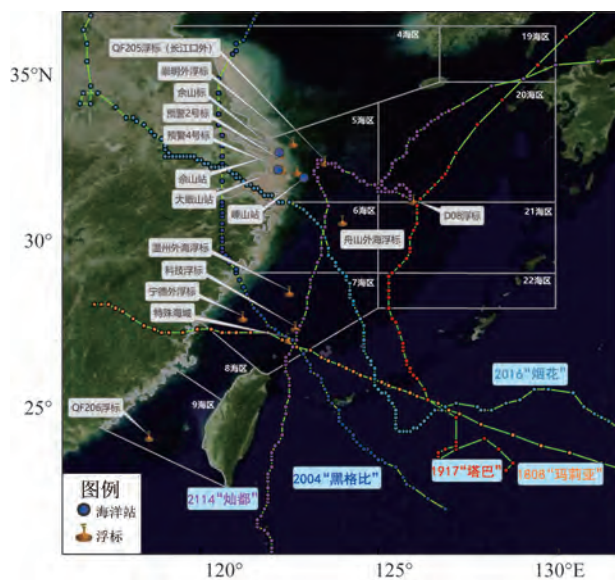 35°N
30°
25°
120°
125°
130°E
QF205浮标（长江口外）
崇明外浮标
佘山标
预警2号标
预警4号标
佘山站
大戢山站
嵊山站
4海区
19海区
20海区
5海区
6海区
21海区
7海区
22海区
8海区
9海区
D08浮标
舟山外海浮标
温州外海浮标
科技浮标
宁德外浮标
特殊海域
QF206浮标
2016“烟花”
1917“塔巴”
1808“玛莉亚”
2004“黑格比”
2114“灿都”
图例
海洋站
浮标